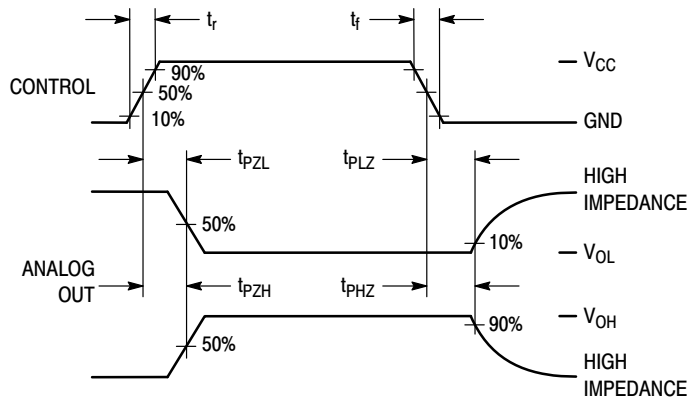 tr
tf
CONTROL
90%
50%
10%
VCC
GND
tPZL
tPLZ
HIGH
IMPEDANCE
50%
10%
ANALOG
OUT
VOL
tPZH
tPHZ
VOH
50%
90%
HIGH
IMPEDANCE